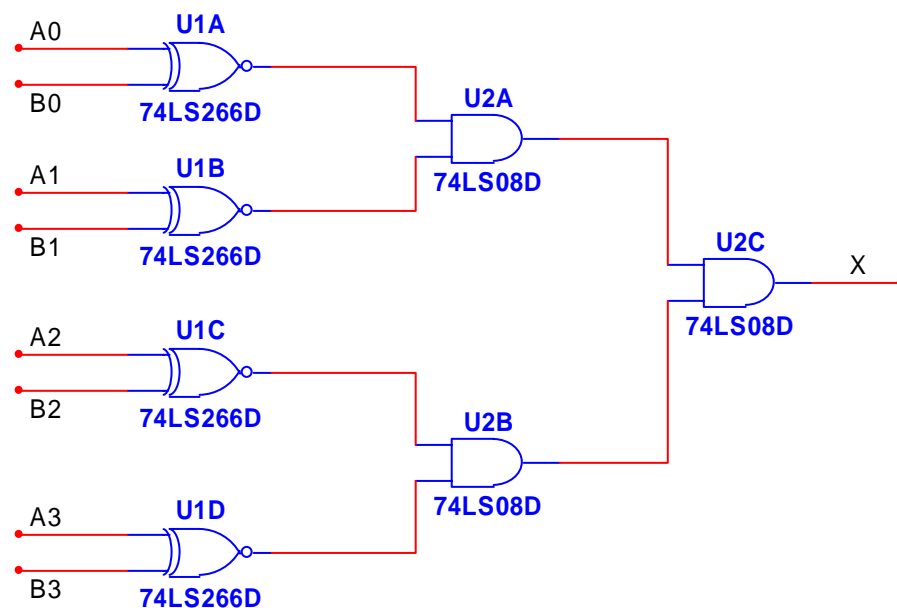 A0
U1A
B0
74LS266D
U2A
A1
U1B
74LS08D
B1
74LS266D
U2C
X
A2
U1C
74LS08D
B2
74LS266D
U2B
A3
U1D
74LS08D
B3
74LS266D